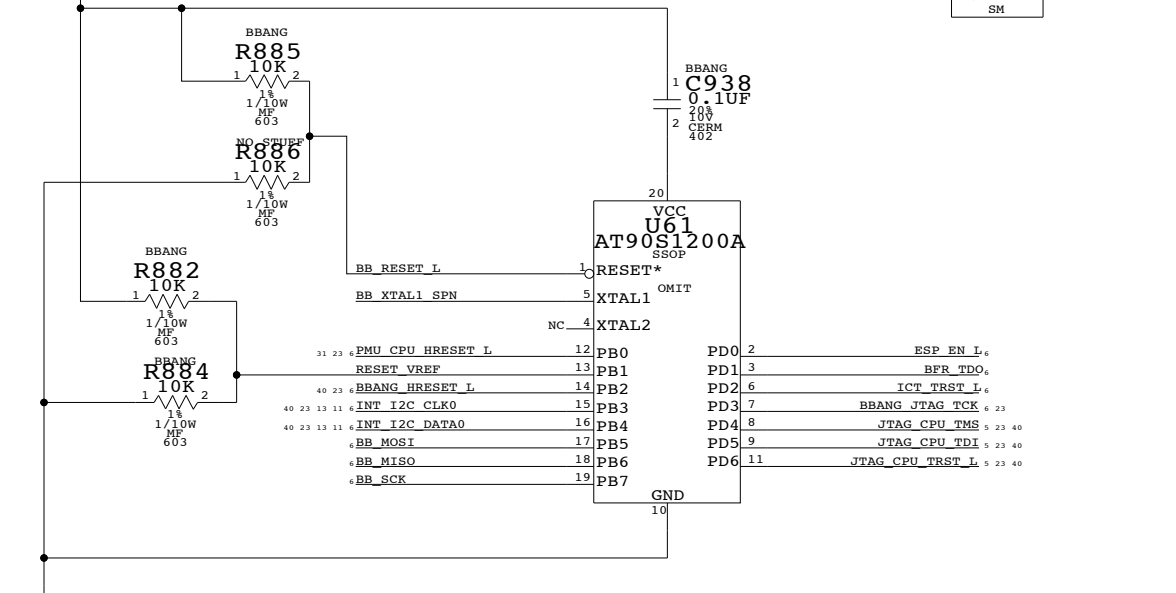 SM
BBANG
R885
10K
1 2
1%
1/10W
MF
603
NO STUFF
R886
10K
1 2
1%
1/10W
MF
603
BBANG
1 C938
0.1UF
20%
10V
2 CERM
402
BBANG
R882
10K
1 2
1%
1/10W
MF
603
BBANG
R884
10K
1 2
1%
1/10W
MF
603
20
VCC
U61
AT90S1200A
SSOP
OMIT
BB_RESET_L 1 RESET*
BB_XTAL1_SPN 5 XTAL1
NC 4 XTAL2
31 23 6 PMU_CPU_HRESET_L 12 PB0
RESET_VREF 13 PB1
40 23 6 BBANG_HRESET_L 14 PB2
40 23 13 11 6 INT_I2C_CLK0 15 PB3
40 23 13 11 6 INT_I2C_DATA0 16 PB4
6 BB_MOSI 17 PB5
6 BB_MISO 18 PB6
6 BB_SCK 19 PB7
PD0 2 ESP_EN_L 6
PD1 3 BFR_TDO 6
PD2 6 ICT_TRST_L 6
PD3 7 BBANG_JTAG_TCK 6 23
PD4 8 JTAG_CPU_TMS 5 23 40
PD5 9 JTAG_CPU_TDI 5 23 40
PD6 11 JTAG_CPU_TRST_L 5 23 40
GND
10